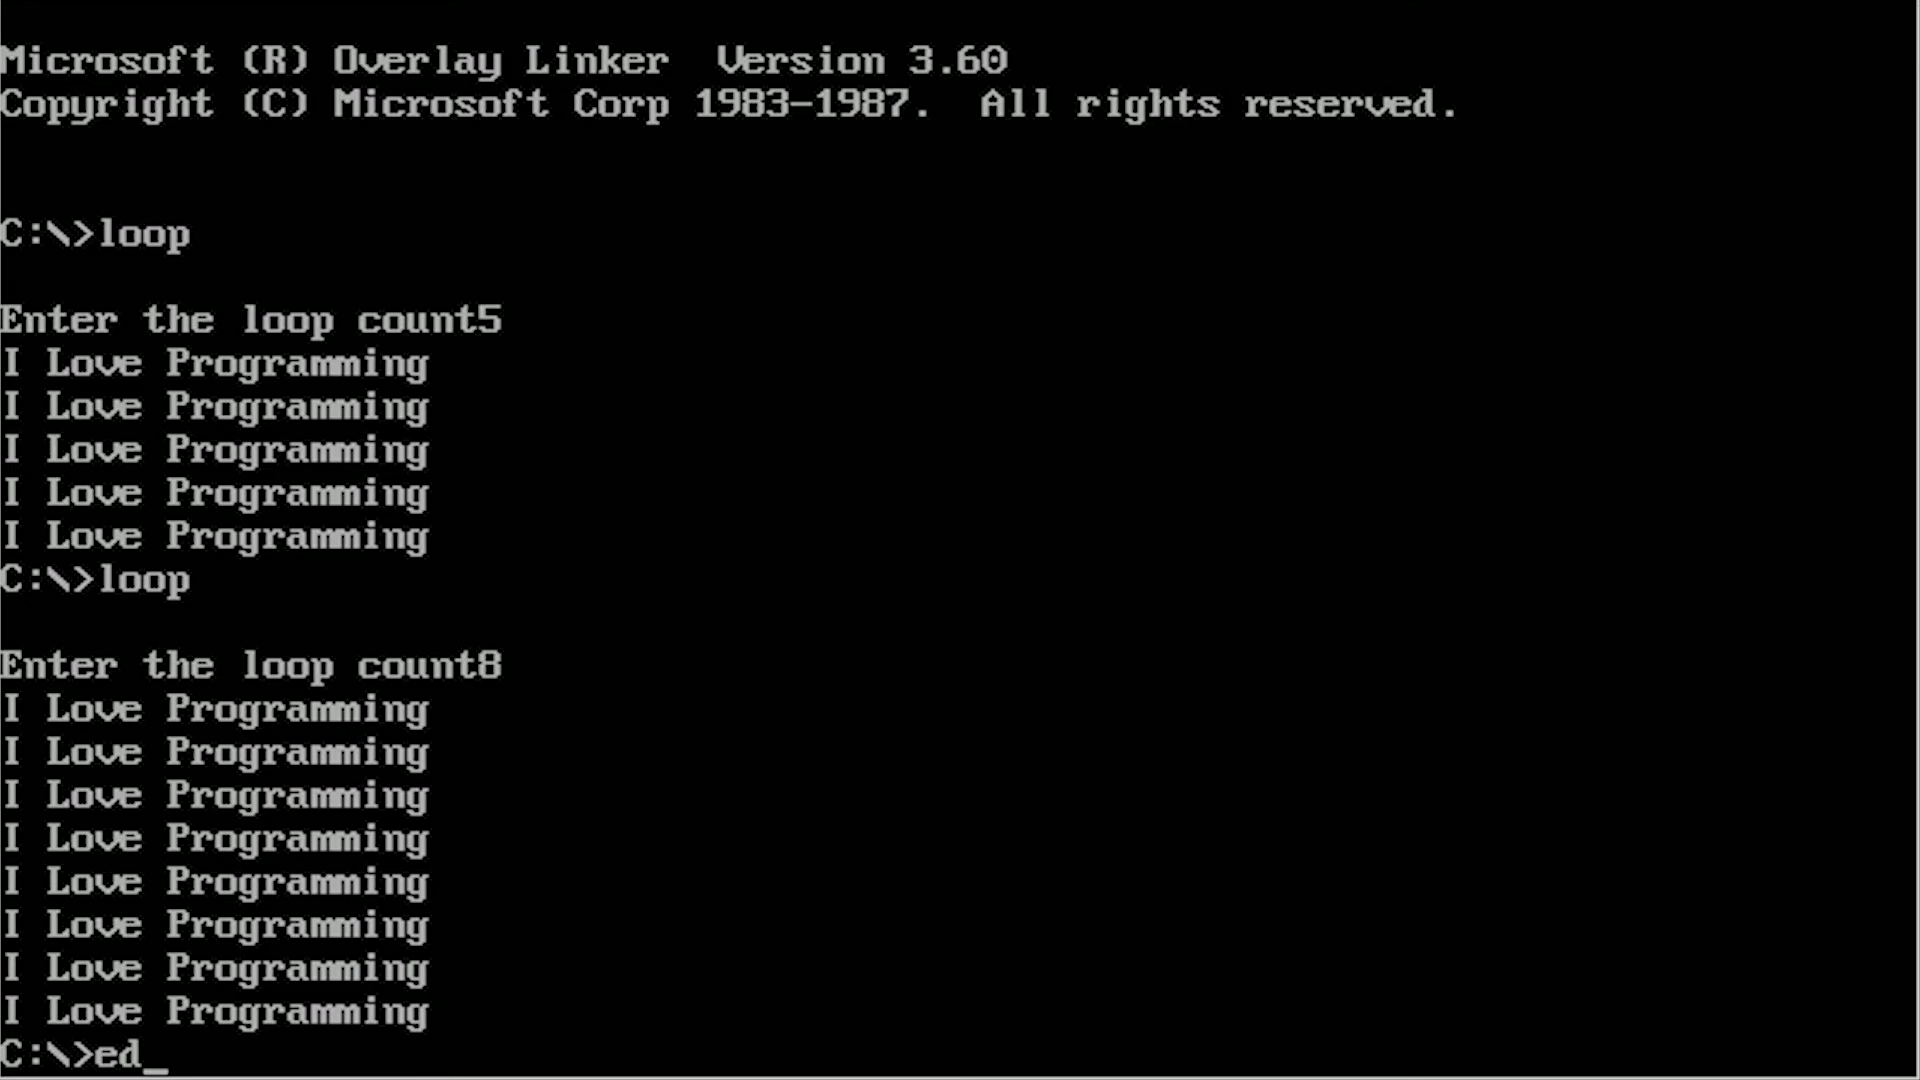 Microsoft (R) Overlay Linker  Version 3.60
Copyright (C) Microsoft Corp 1983-1987.  All rights reserved.
C:\>loop
Enter the loop count5
I Love Programming
I Love Programming
I Love Programming
I Love Programming
I Love Programming
C:\>loop
Enter the loop count8
I Love Programming
I Love Programming
I Love Programming
I Love Programming
I Love Programming
I Love Programming
I Love Programming
I Love Programming
C:\>ed_